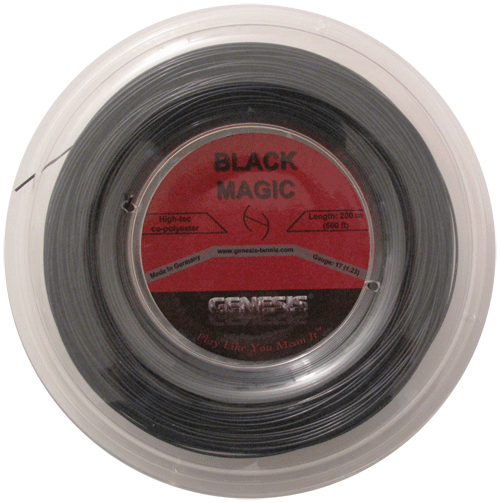 BLACK
MAGIC
High-tec
co-polyester
Length: 200 m
(660 ft)
www.genesis-tennis.com
Made In Germany
Gauge: 17 (1.23)
GENESIS
Play Like You Mean It™